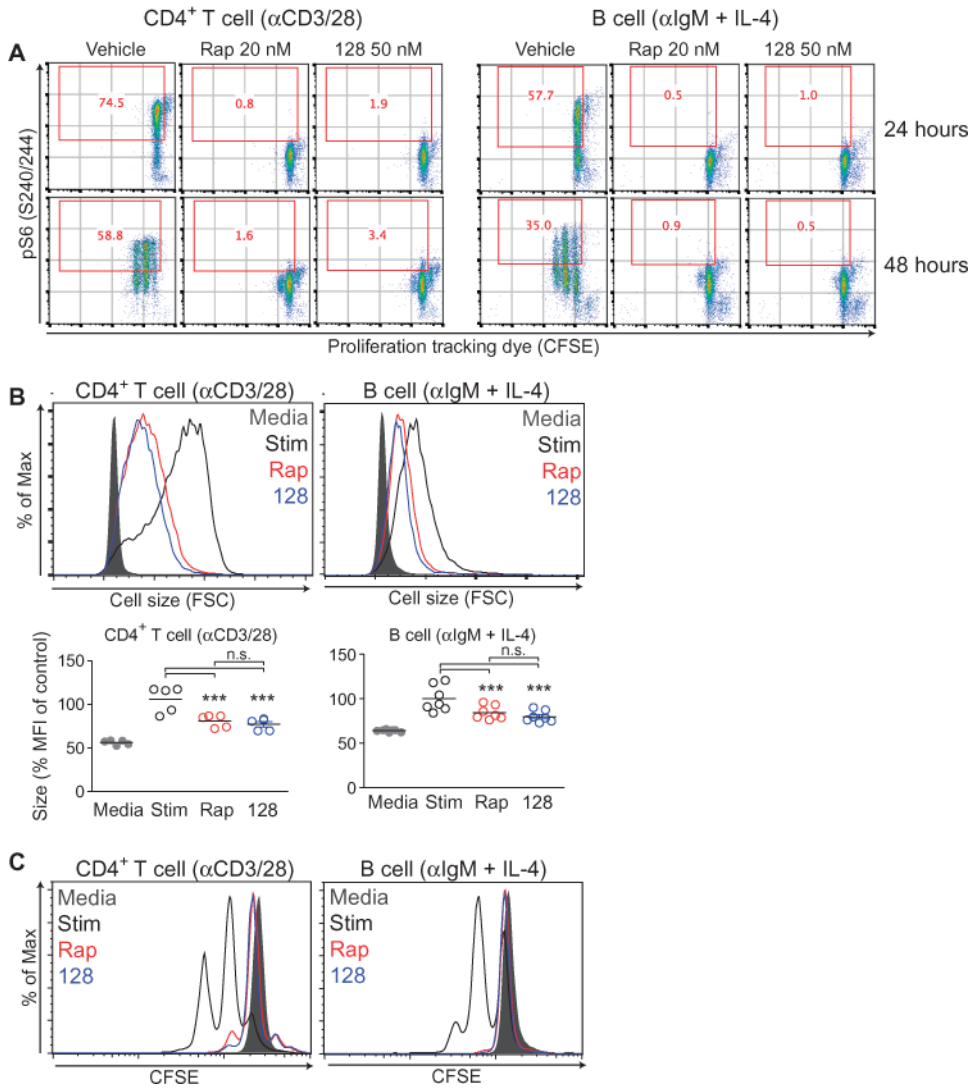 CD4+ T cell (αCD3/28) B cell (αIgM + IL-4)
A Vehicle Rap 20 nM 128 50 nM Vehicle Rap 20 nM 128 50 nM
74.5 0.8 1.9 57.7 0.5 1.0 24 hours
pS6 (S240/244)
58.8 1.6 3.4 35.0 0.9 0.5 48 hours
Proliferation tracking dye (CFSE)
B CD4+ T cell (αCD3/28) B cell (αIgM + IL-4)
% of Max
Media Media
Stim Stim
Rap Rap
128 128
Cell size (FSC) Cell size (FSC)
CD4+ T cell (αCD3/28) B cell (αIgM + IL-4)
Size (% MFI of control)
150 n.s. 150 n.s.
100 *** *** 100 *** ***
50 50
0 0
Media Stim Rap 128 Media Stim Rap 128
C CD4+ T cell (αCD3/28) B cell (αIgM + IL-4)
% of Max
Media Media
Stim Stim
Rap Rap
128 128
CFSE CFSE